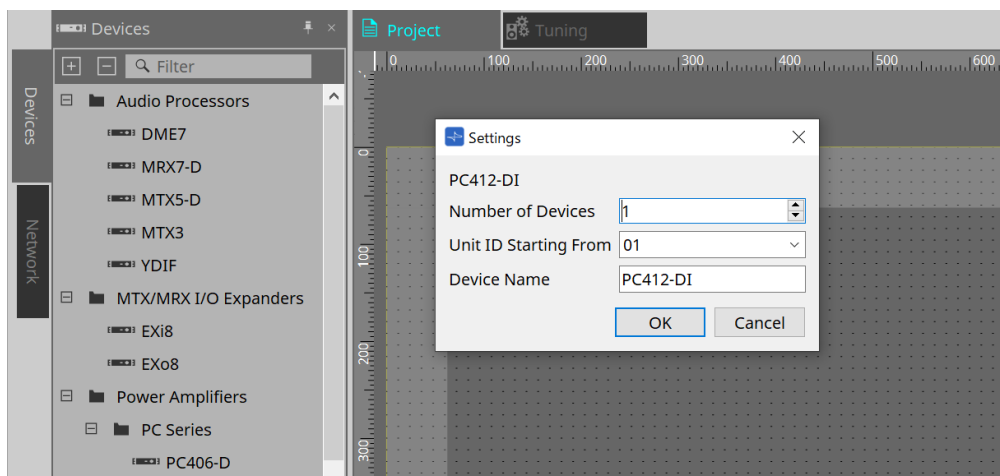 Devices
Project
Tuning
Filter
0 100 200 300 400 500 600
Devices
Network
Audio Processors
DME7
MRX7-D
MTX5-D
MTX3
YDIF
MTX/MRX I/O Expanders
EXi8
EXo8
Power Amplifiers
PC Series
PC406-D
0
100
200
300
Settings
PC412-DI
Number of Devices 1
Unit ID Starting From 01
Device Name PC412-DI
OK Cancel